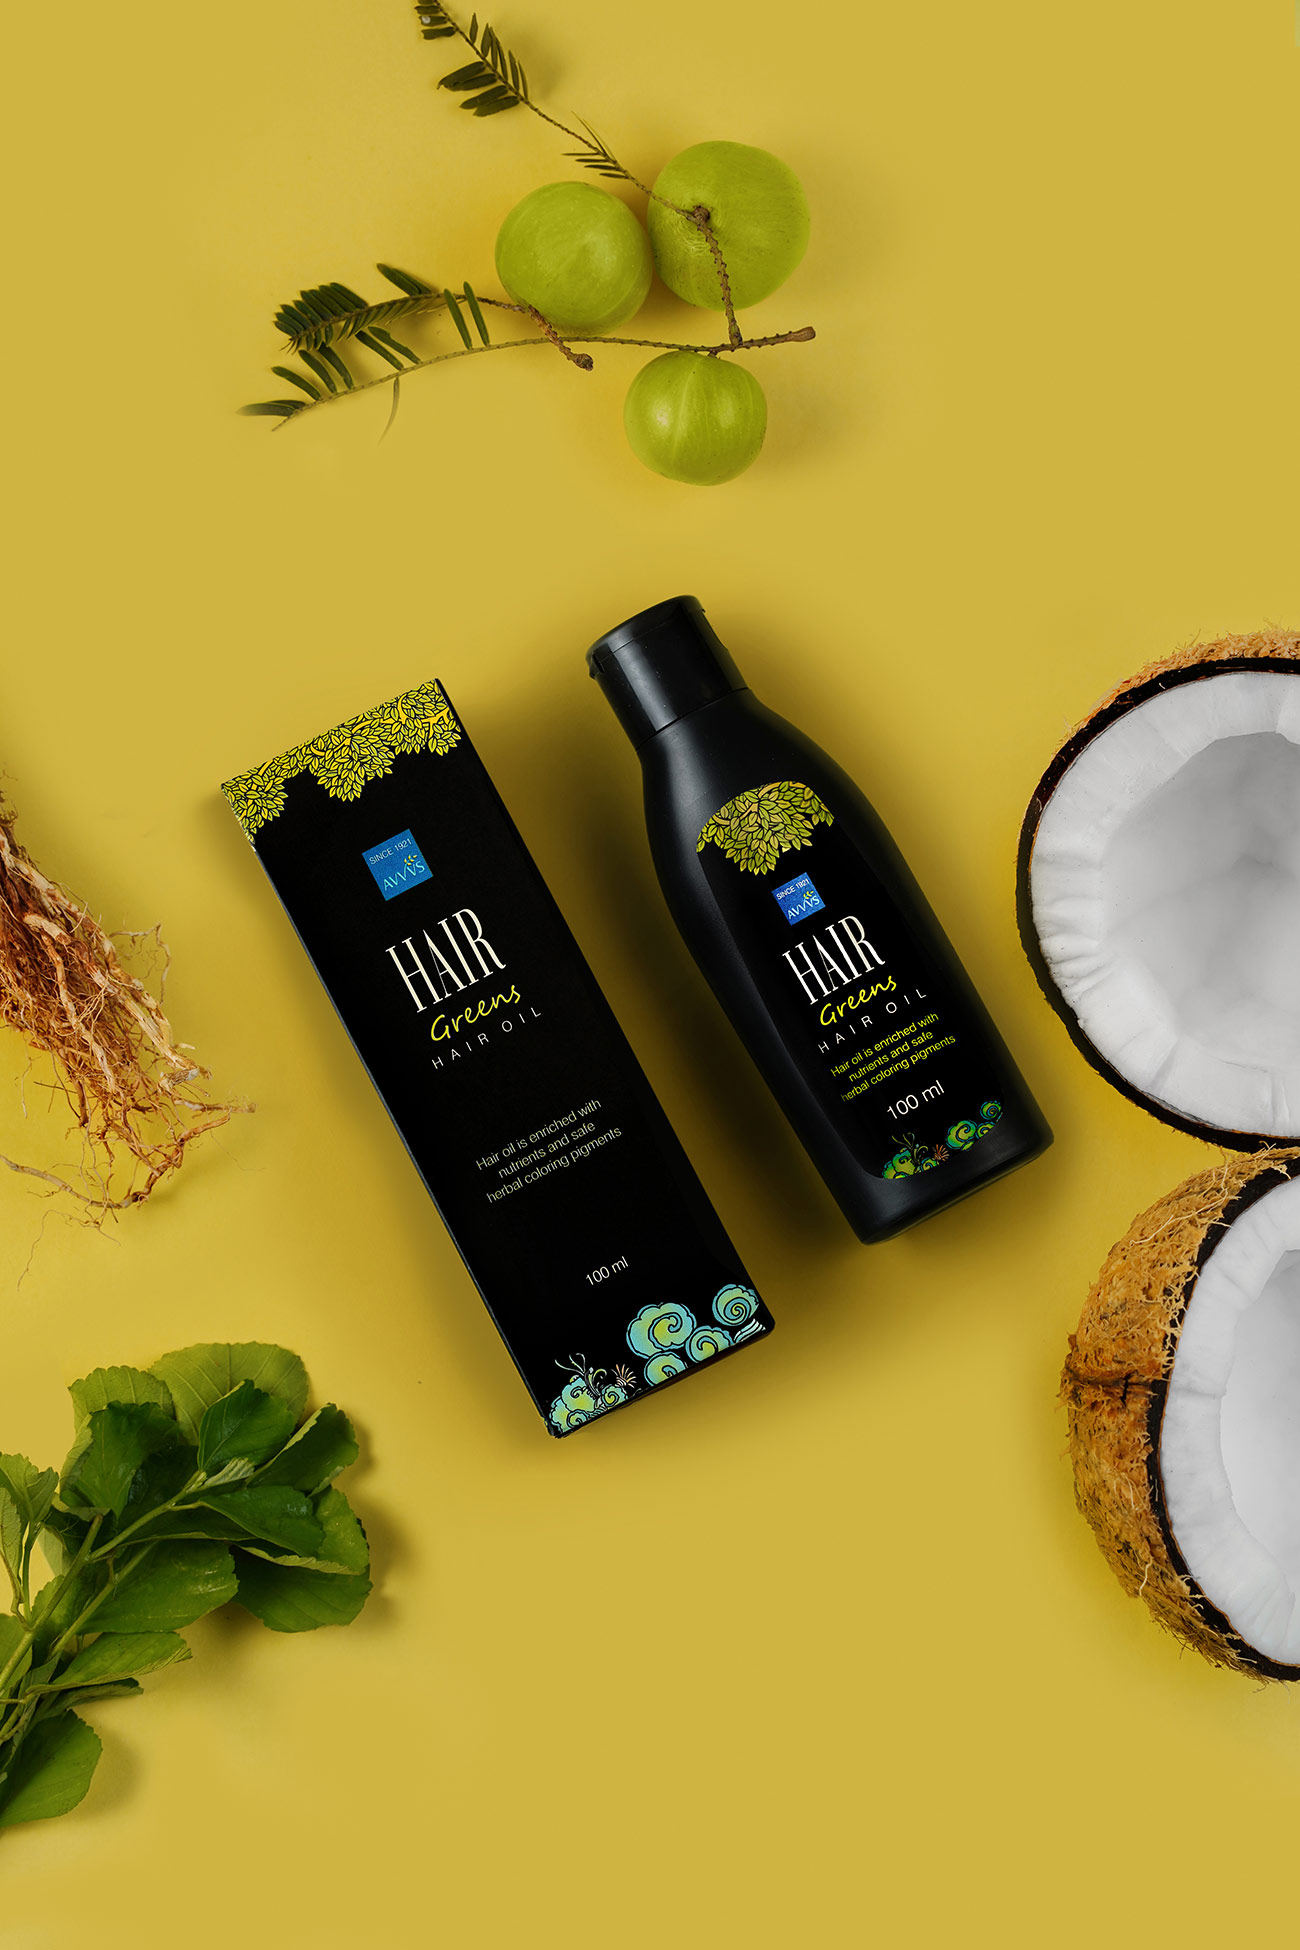 SINCE 1921
AVVVS
HAIR
Greens
HAIR OIL
Hair oil is enriched with
nutrients and safe
herbal coloring pigments
100 ml
SINCE 1921
AVVVS
HAIR
Greens
HAIR OIL
Hair oil is enriched with
nutrients and safe
herbal coloring pigments
100 ml